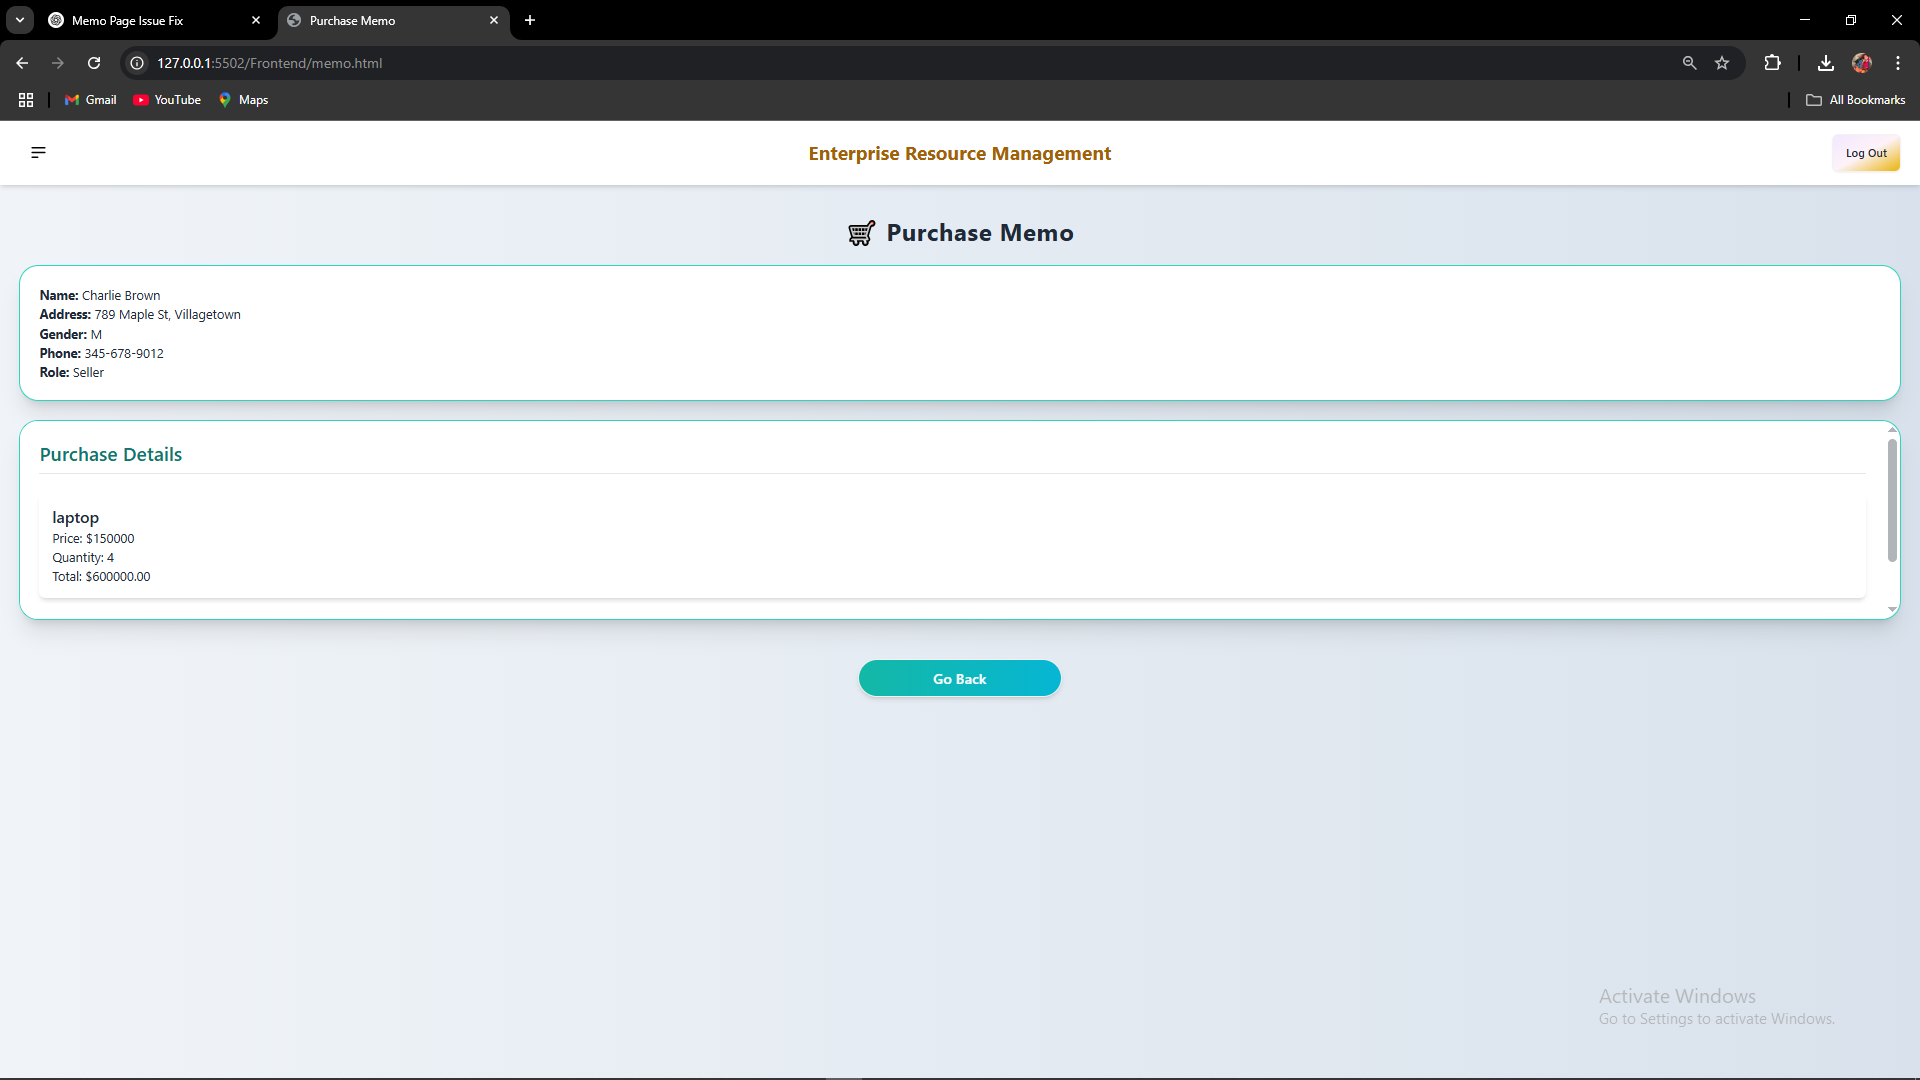 Memo Page Issue Fix
Purchase Memo
127.0.0.1:5502/Frontend/memo.html
Gmail
YouTube
Maps
All Bookmarks
Enterprise Resource Management
Log Out
Purchase Memo
Name: Charlie Brown
Address: 789 Maple St, Villagetown
Gender: M
Phone: 345-678-9012
Role: Seller
Purchase Details
laptop
Price: $150000
Quantity: 4
Total: $600000.00
Go Back
Activate Windows
Go to Settings to activate Windows.